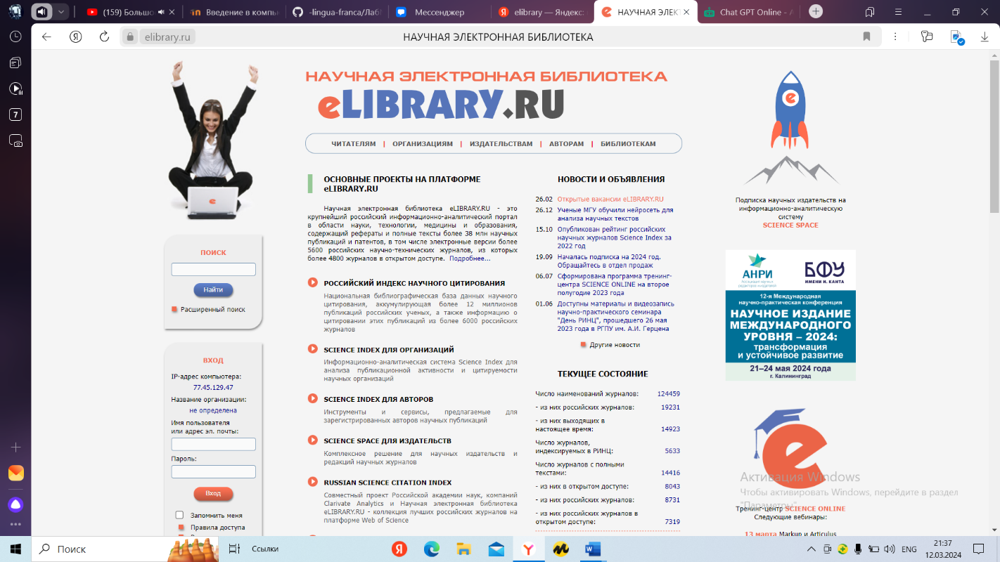 (159) Большо
Введение в компь
-lingua-franca/Лаб
Мессенджер
elibrary — Яндекс:
НАУЧНАЯ ЭЛЕКТ
Chat GPT Online - A
elibrary.ru
НАУЧНАЯ ЭЛЕКТРОННАЯ БИБЛИОТЕКА
7
НАУЧНАЯ ЭЛЕКТРОННАЯ БИБЛИОТЕКА
eLIBRARY.RU
ЧИТАТЕЛЯМ | ОРГАНИЗАЦИЯМ | ИЗДАТЕЛЬСТВАМ | АВТОРАМ | БИБЛИОТЕКАМ
ПОИСК
Найти
Расширенный поиск
ВХОД
IP-адрес компьютера:
77.45.129.47
Название организации:
не определена
Имя пользователя
или адрес эл. почты:
Пароль:
Вход
Запомнить меня
Правила доступа
ОСНОВНЫЕ ПРОЕКТЫ НА ПЛАТФОРМЕ
eLIBRARY.RU
Научная электронная библиотека eLIBRARY.RU - это
крупнейший российский информационно-аналитический портал
в области науки, технологии, медицины и образования,
содержащий рефераты и полные тексты более 38 млн научных
публикаций и патентов, в том числе электронные версии более
5600 российских научно-технических журналов, из которых
более 4800 журналов в открытом доступе. Подробнее...
РОССИЙСКИЙ ИНДЕКС НАУЧНОГО ЦИТИРОВАНИЯ
Национальная библиографическая база данных научного
цитирования, аккумулирующая более 12 миллионов
публикаций российских ученых, а также информацию о
цитировании этих публикаций из более 6000 российских
журналов
SCIENCE INDEX ДЛЯ ОРГАНИЗАЦИЙ
Информационно-аналитическая система Science Index для
анализа публикационной активности и цитируемости
научных организаций
SCIENCE INDEX ДЛЯ АВТОРОВ
Инструменты и сервисы, предлагаемые для
зарегистрированных авторов научных публикаций
SCIENCE SPACE ДЛЯ ИЗДАТЕЛЬСТВ
Комплексное решение для научных издательств и
редакций научных журналов
RUSSIAN SCIENCE CITATION INDEX
Совместный проект Российской академии наук, компаний
Clarivate Analytics и Научная электронная библиотека
eLIBRARY.RU - коллекция лучших российских журналов на
платформе Web of Science
НОВОСТИ И ОБЪЯВЛЕНИЯ
26.02 Открытые вакансии eLIBRARY.RU
26.12 Ученые МГУ обучили нейросеть для
анализа научных текстов
15.10 Опубликован рейтинг российских
научных журналов Science Index за
2022 год
19.09 Началась подписка на 2024 год.
Обращайтесь в отдел продаж
06.07 Сформирована программа тренинг-
центра SCIENCE ONLINE на второе
полугодие 2023 года
01.06 Доступны материалы и видеозапись
научно-практического семинара
"День РИНЦ", прошедшего 26 мая
2023 года в РГПУ им. А.И. Герцена
Другие новости
ТЕКУЩЕЕ СОСТОЯНИЕ
Число наименований журналов: 124459
- из них российских журналов: 19231
- из них выходящих в
настоящее время: 14923
Число журналов,
индексируемых в РИНЦ: 5633
Число журналов с полными
текстами: 14416
- из них в открытом доступе: 8043
- из них российских журналов: 8731
- из них российских журналов в
открытом доступе: 7319
e
Подписка научных издательств на
информационно-аналитическую
систему
SCIENCE SPACE
АНРИ
БФУ
ИМЕНИ И. КАНТА
12-я Международная
научно-практическая конференция
НАУЧНОЕ ИЗДАНИЕ
МЕЖДУНАРОДНОГО
УРОВНЯ – 2024:
трансформация
и устойчивое развитие
21–24 мая 2024 года
г. Калининград
Активация Windows
Чтобы активировать Windows, перейдите в раздел
"Параметры".
Тренинг-центр SCIENCE ONLINE
Следующие вебинары:
13 марта Markup и Articulus
Поиск
Ссылки
ENG
21:37
12.03.2024